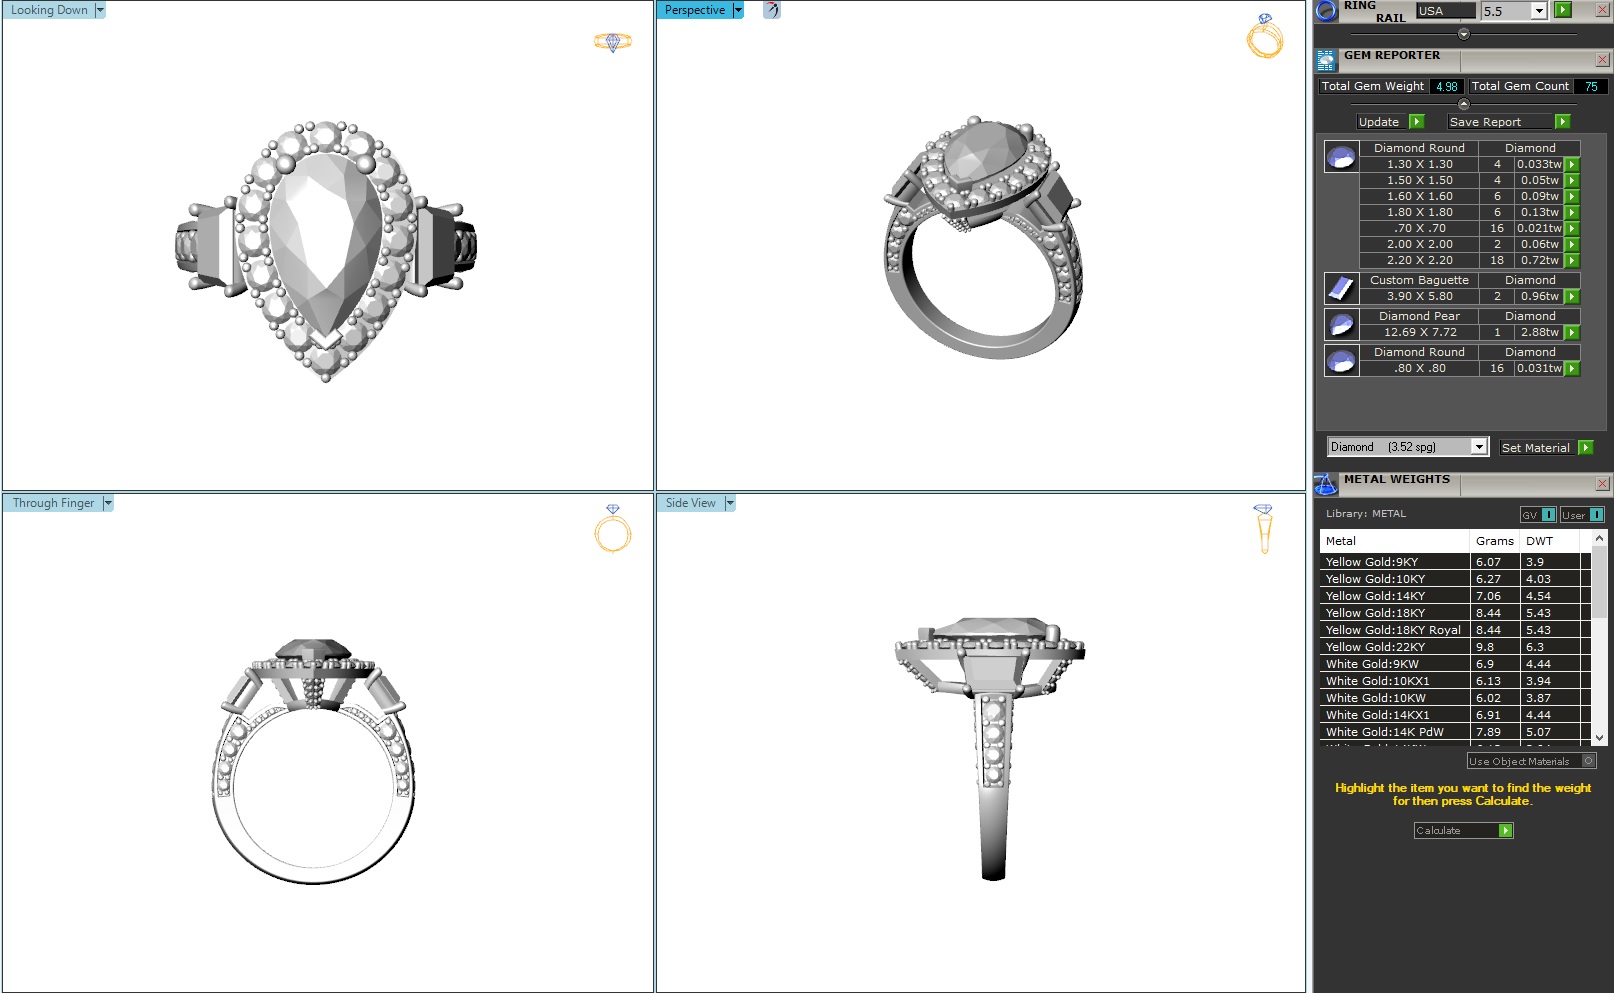 Looking Down
Perspective
Through Finger
Side View
RING RAIL USA 5.5
GEM REPORTER
Total Gem Weight 4.98 Total Gem Count 75
Update Save Report
Diamond Round Diamond
1.30 X 1.30 4 0.033tw
1.50 X 1.50 4 0.05tw
1.60 X 1.60 6 0.09tw
1.80 X 1.80 6 0.13tw
.70 X .70 16 0.021tw
2.00 X 2.00 2 0.06tw
2.20 X 2.20 18 0.72tw
Custom Baguette Diamond
3.90 X 5.80 2 0.96tw
Diamond Pear Diamond
12.69 X 7.72 1 2.88tw
Diamond Round Diamond
.80 X .80 16 0.031tw
Diamond (3.52 spg) Set Material
METAL WEIGHTS
Library: METAL GV I User I
Metal Grams DWT
Yellow Gold:9KY 6.07 3.9
Yellow Gold:10KY 6.27 4.03
Yellow Gold:14KY 7.06 4.54
Yellow Gold:18KY 8.44 5.43
Yellow Gold:18KY Royal 8.44 5.43
Yellow Gold:22KY 9.8 6.3
White Gold:9KW 6.9 4.44
White Gold:10KX1 6.13 3.94
White Gold:10KW 6.02 3.87
White Gold:14KX1 6.91 4.44
White Gold:14K PdW 7.89 5.07
Use Object Materials
Highlight the item you want to find the weight
for then press Calculate.
Calculate